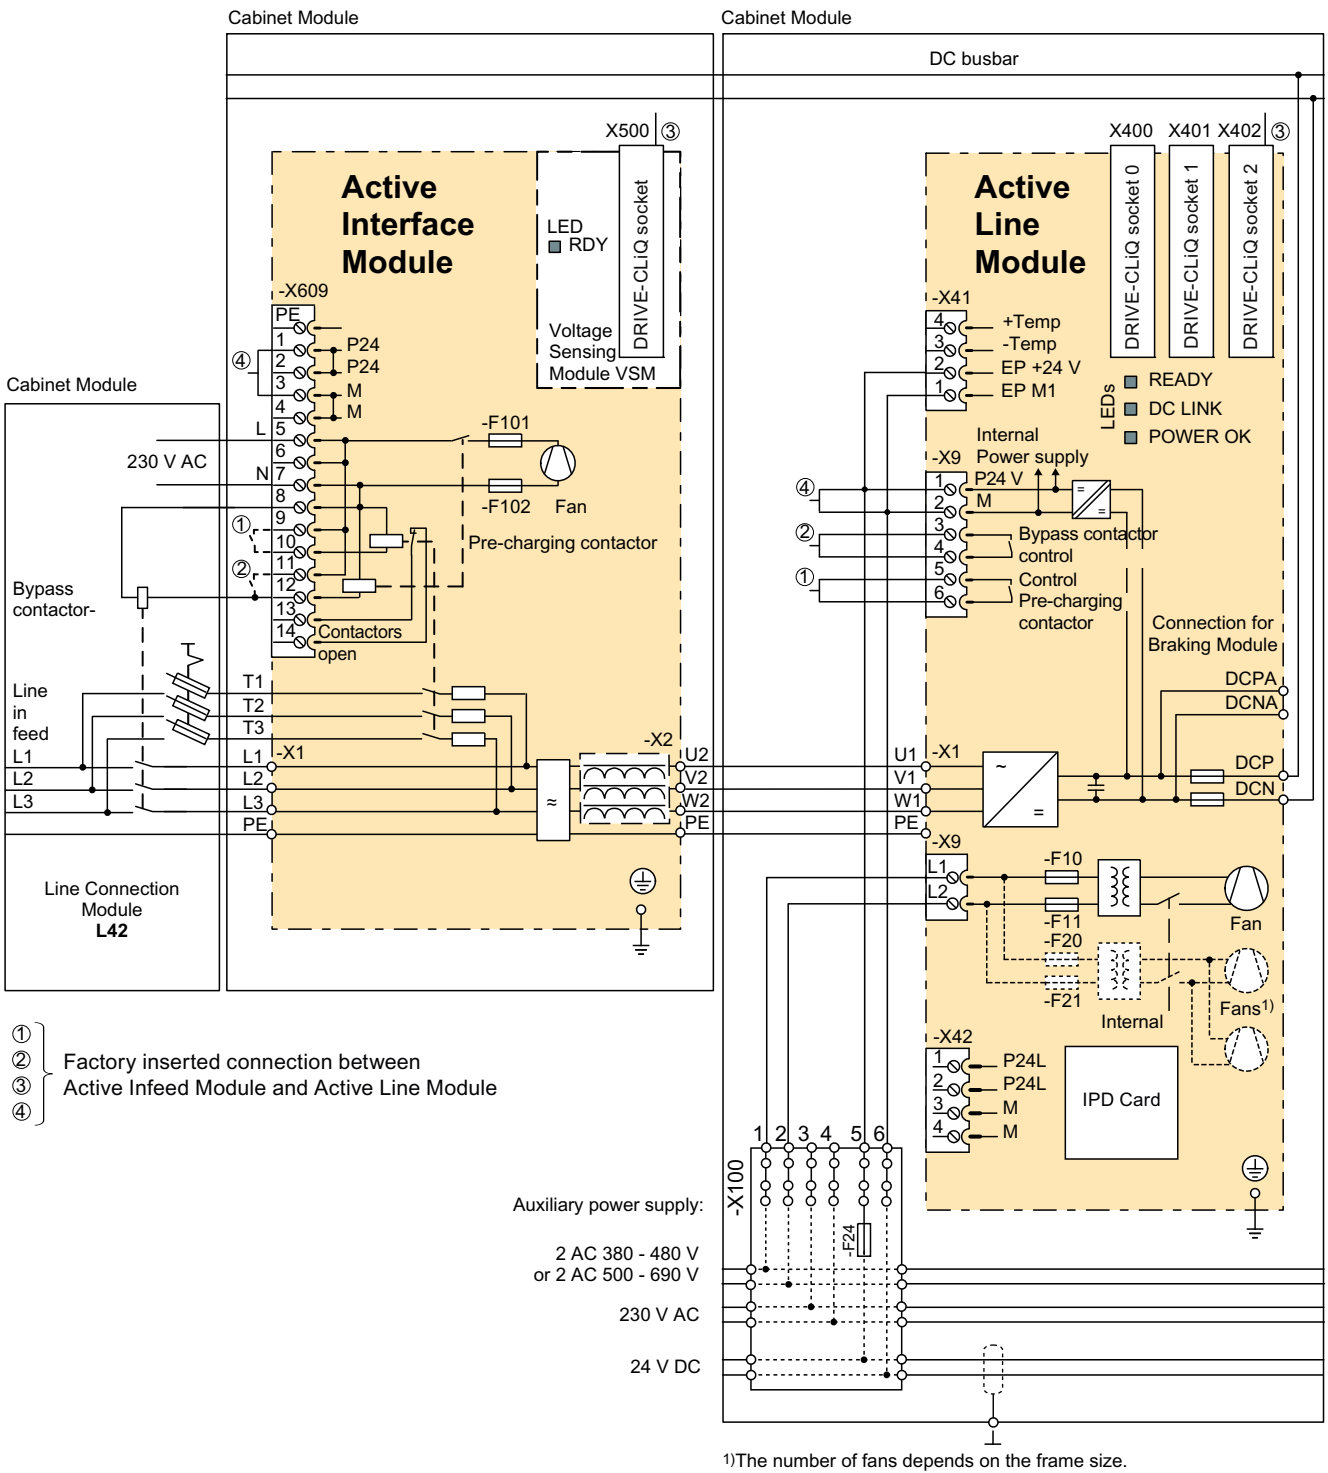 Cabinet Module
Cabinet Module
DC busbar
X500 ③
X400 X401 X402 ③
Active
Interface
Module
LED
RDY
DRIVE-CLiQ socket
Voltage
Sensing
Module VSM
Active
Line
Module
DRIVE-CLiQ socket 0
DRIVE-CLiQ socket 1
DRIVE-CLiQ socket 2
-X609
PE
1 P24
2 P24
3 M
4 M
④
Cabinet Module
L 5
6
230 V AC
N 7
8
① 9
10
② 11
12
13
14 Contactors
open
-F101
-F102 Fan
Pre-charging contactor
-X41
4 +Temp
3 -Temp
2 EP +24 V
1 EP M1
LEDs
READY
DC LINK
POWER OK
Internal
Power supply
-X9
④ 1 P24 V
2 M
② 3 Bypass contactor
4 control
① 5 Control
6 Pre-charging
contactor
Connection for
Braking Module
Bypass
contactor-
Line
in
feed
T1
T2
T3
DCPA
DCNA
L1 L1 -X1 -X2 U2 U1 -X1 DCP
L2 L2 V2 V1 DCN
L3 L3 W2 W1
PE PE PE
≈
~
=
=
=
-X9
L1
L2
-F10
-F11
Fan
-F20
-F21
Fans1)
Internal
Line Connection
Module
L42
①
②
③
④
Factory inserted connection between
Active Infeed Module and Active Line Module
-X42
1 P24L
2 P24L
3 M
4 M
IPD Card
1 2 3 4 5 6
-X100
-F24
Auxiliary power supply:
2 AC 380 - 480 V
or 2 AC 500 - 690 V
230 V AC
24 V DC
1)The number of fans depends on the frame size.